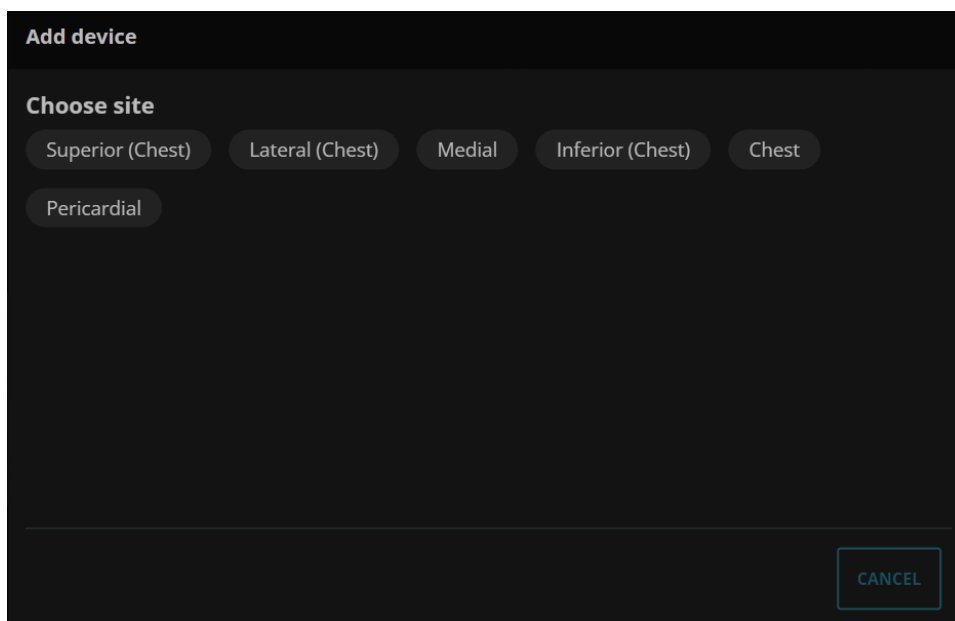 Add device
Choose site
Superior (Chest) Lateral (Chest) Medial Inferior (Chest) Chest
Pericardial
CANCEL